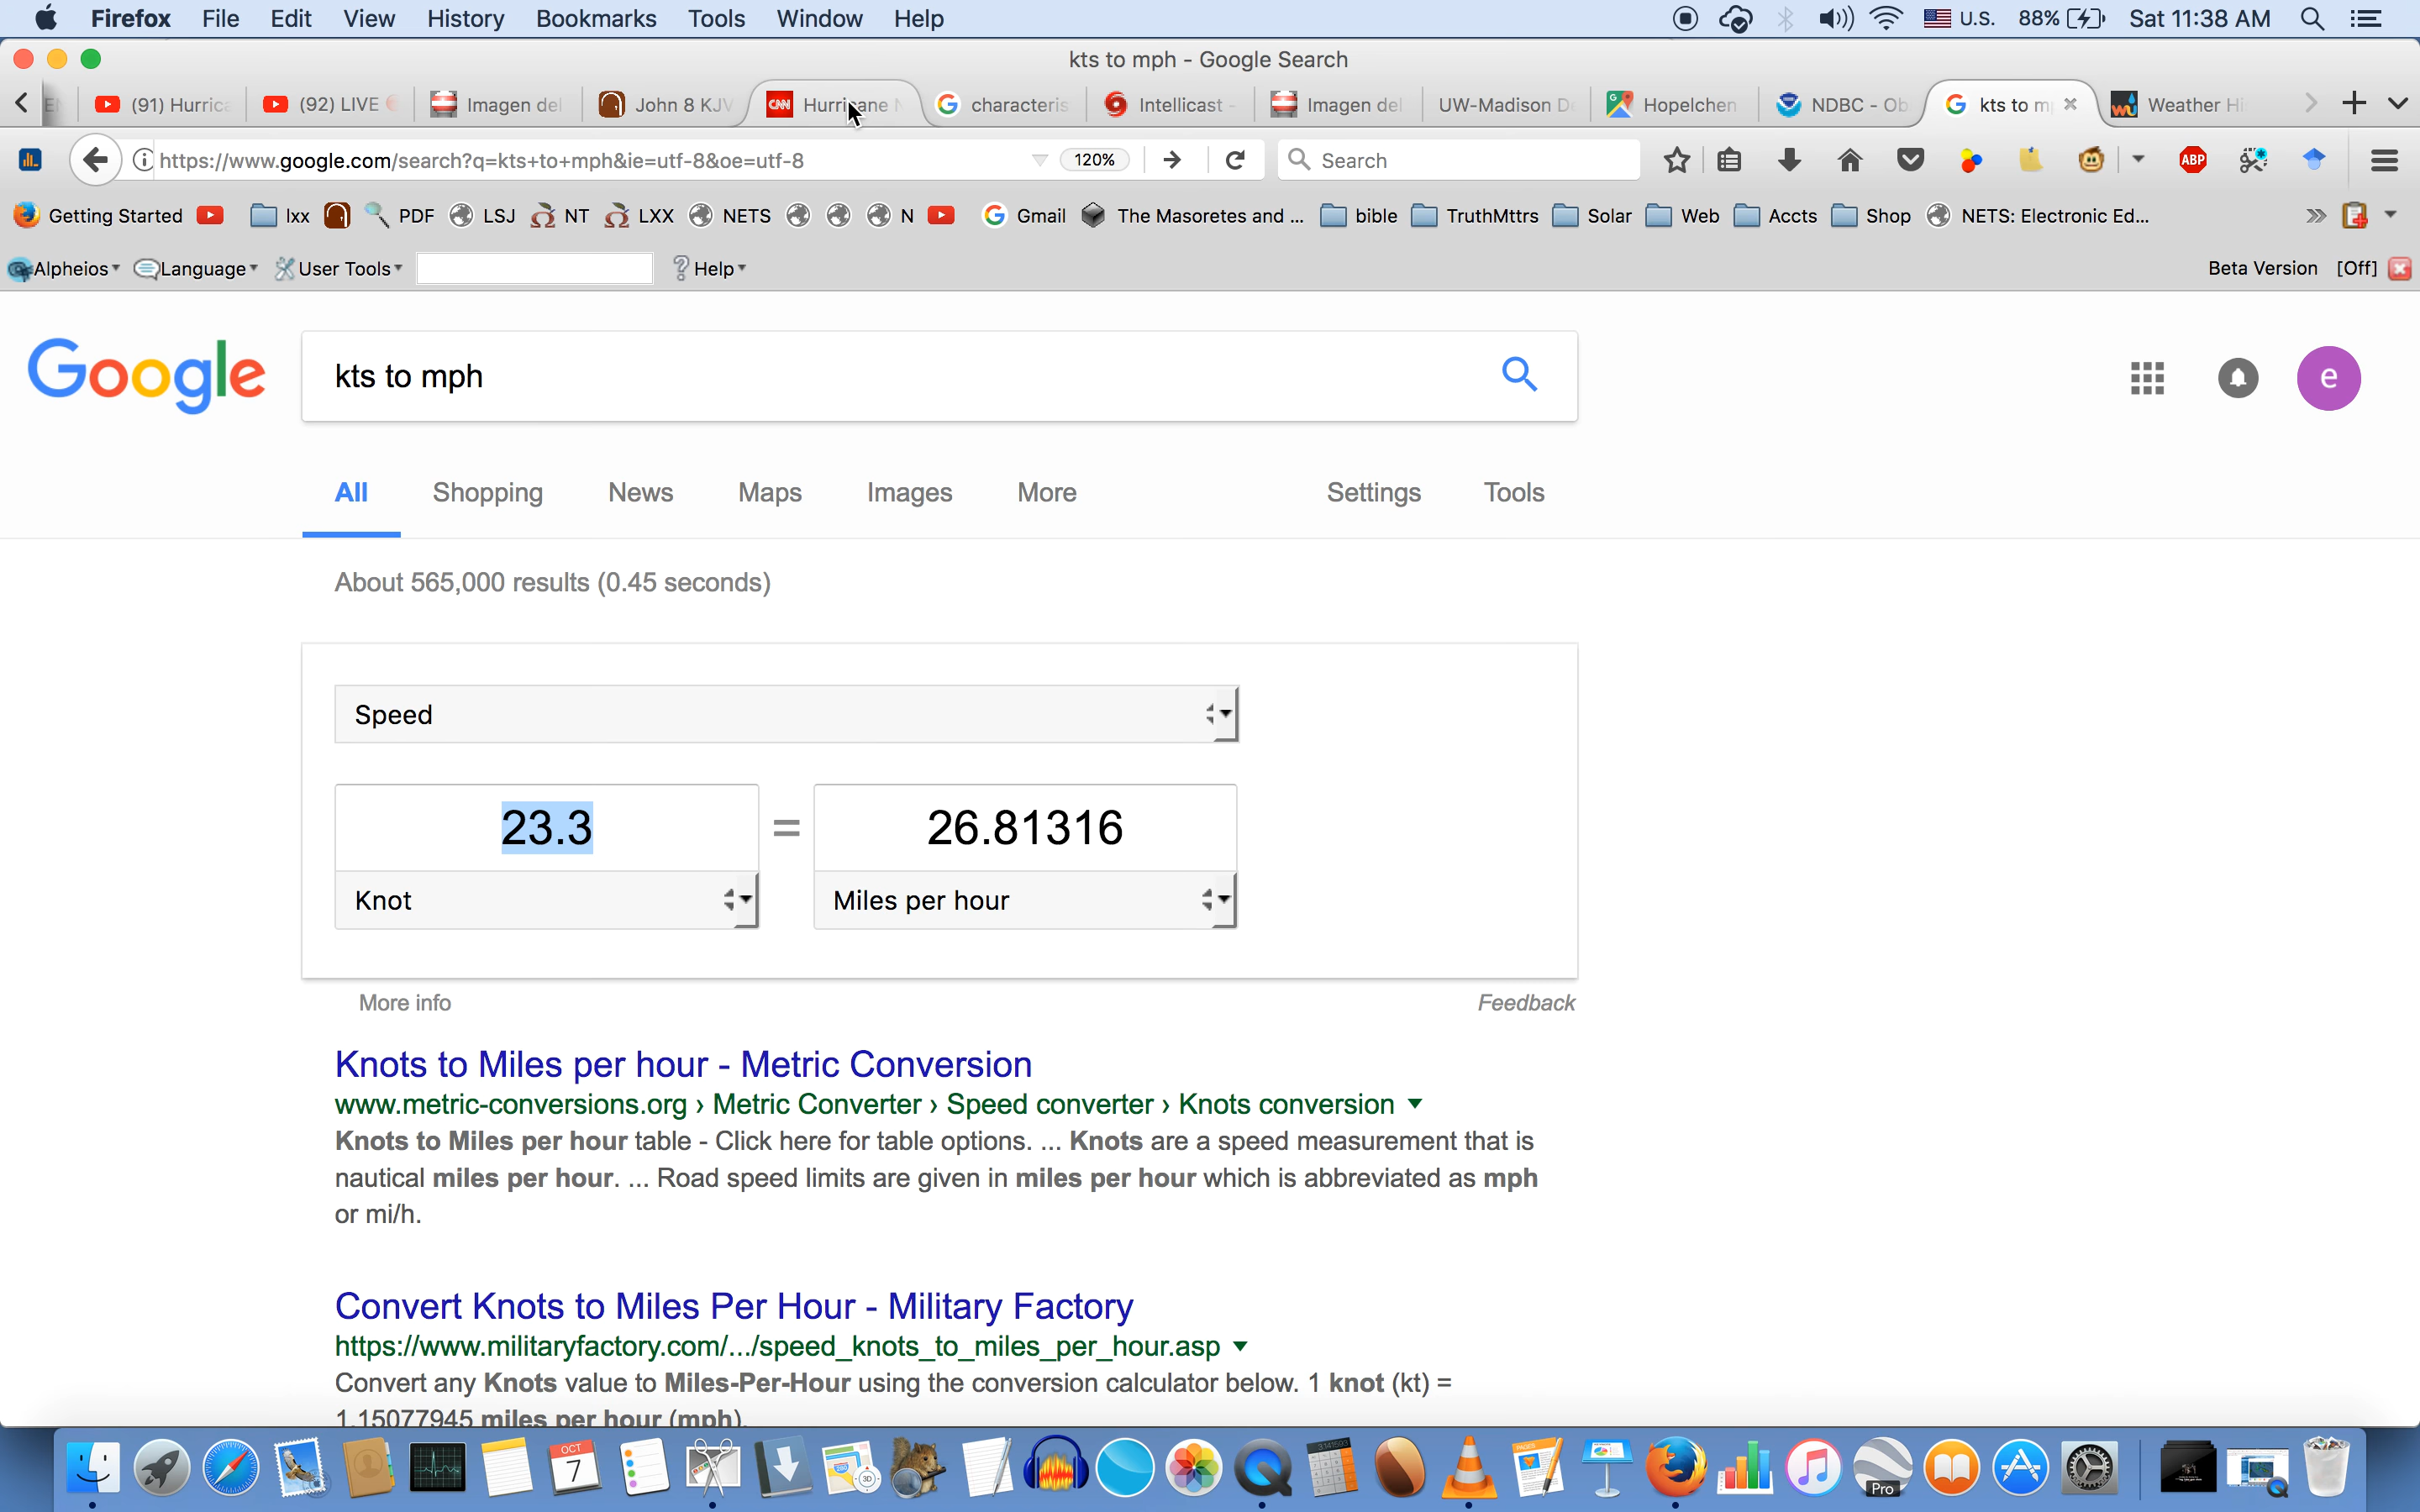 Firefox File Edit View History Bookmarks Tools Window Help U.S. 88% Sat 11:38 AM
kts to mph - Google Search
(91) Hurrica (92) LIVE Imagen del John 8 KJV CNN Hurricane characteris Intellicast - Imagen del UW-Madison Hopelchen NDBC - Ob kts to m Weather Hi
https://www.google.com/search?q=kts+to+mph&ie=utf-8&oe=utf-8 120% Search ABP
Getting Started lxx PDF LSJ NT LXX NETS N Gmail The Masoretes and ... bible TruthMttrs Solar Web Accts Shop NETS: Electronic Ed...
Alpheios Language User Tools Help Beta Version [Off]
Google kts to mph e
All Shopping News Maps Images More Settings Tools
About 565,000 results (0.45 seconds)
Speed
23.3 = 26.81316
Knot Miles per hour
More info Feedback
Knots to Miles per hour - Metric Conversion
www.metric-conversions.org › Metric Converter › Speed converter › Knots conversion
Knots to Miles per hour table - Click here for table options. ... Knots are a speed measurement that is
nautical miles per hour. ... Road speed limits are given in miles per hour which is abbreviated as mph
or mi/h.
Convert Knots to Miles Per Hour - Military Factory
https://www.militaryfactory.com/.../speed_knots_to_miles_per_hour.asp
Convert any Knots value to Miles-Per-Hour using the conversion calculator below. 1 knot (kt) =
1.15077945 miles per hour (mph).
OCT
7
3D
PAGES
Pro